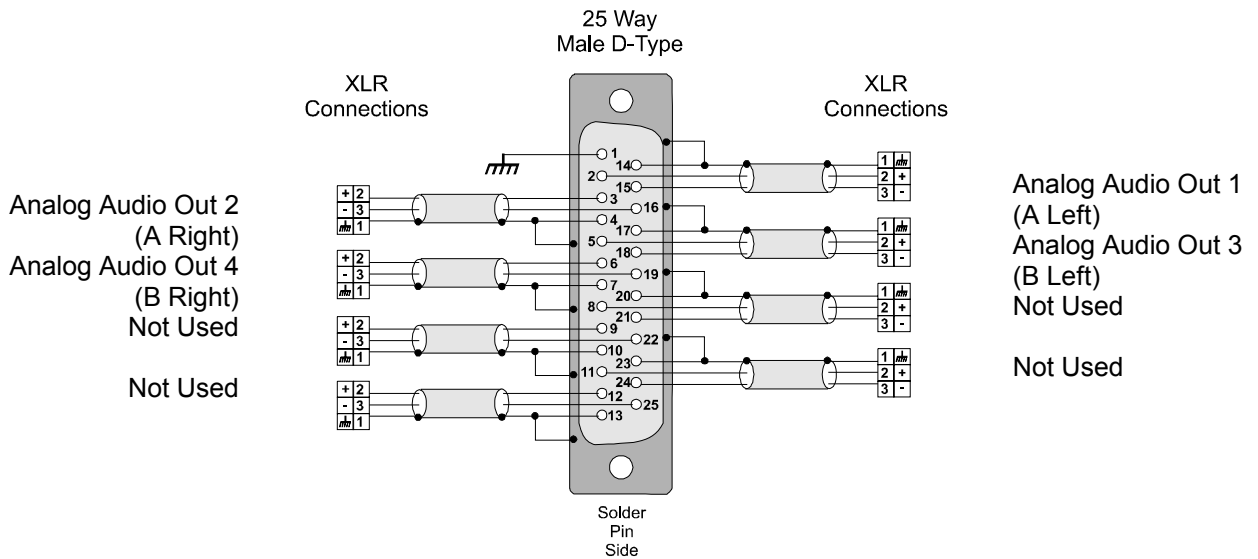 25 Way
Male D-Type
XLR
Connections
XLR
Connections
Analog Audio Out 2
(A Right)
Analog Audio Out 4
(B Right)
Not Used
Not Used
+ 2
- 3
1
+ 2
- 3
1
+ 2
- 3
1
+ 2
- 3
1
1
14
2
15
3
16
4
17
5
18
6
19
7
20
8
21
9
22
10
23
11
24
12
25
13
1
2 +
3 -
1
2 +
3 -
1
2 +
3 -
1
2 +
3 -
Analog Audio Out 1
(A Left)
Analog Audio Out 3
(B Left)
Not Used
Not Used
Solder
Pin
Side